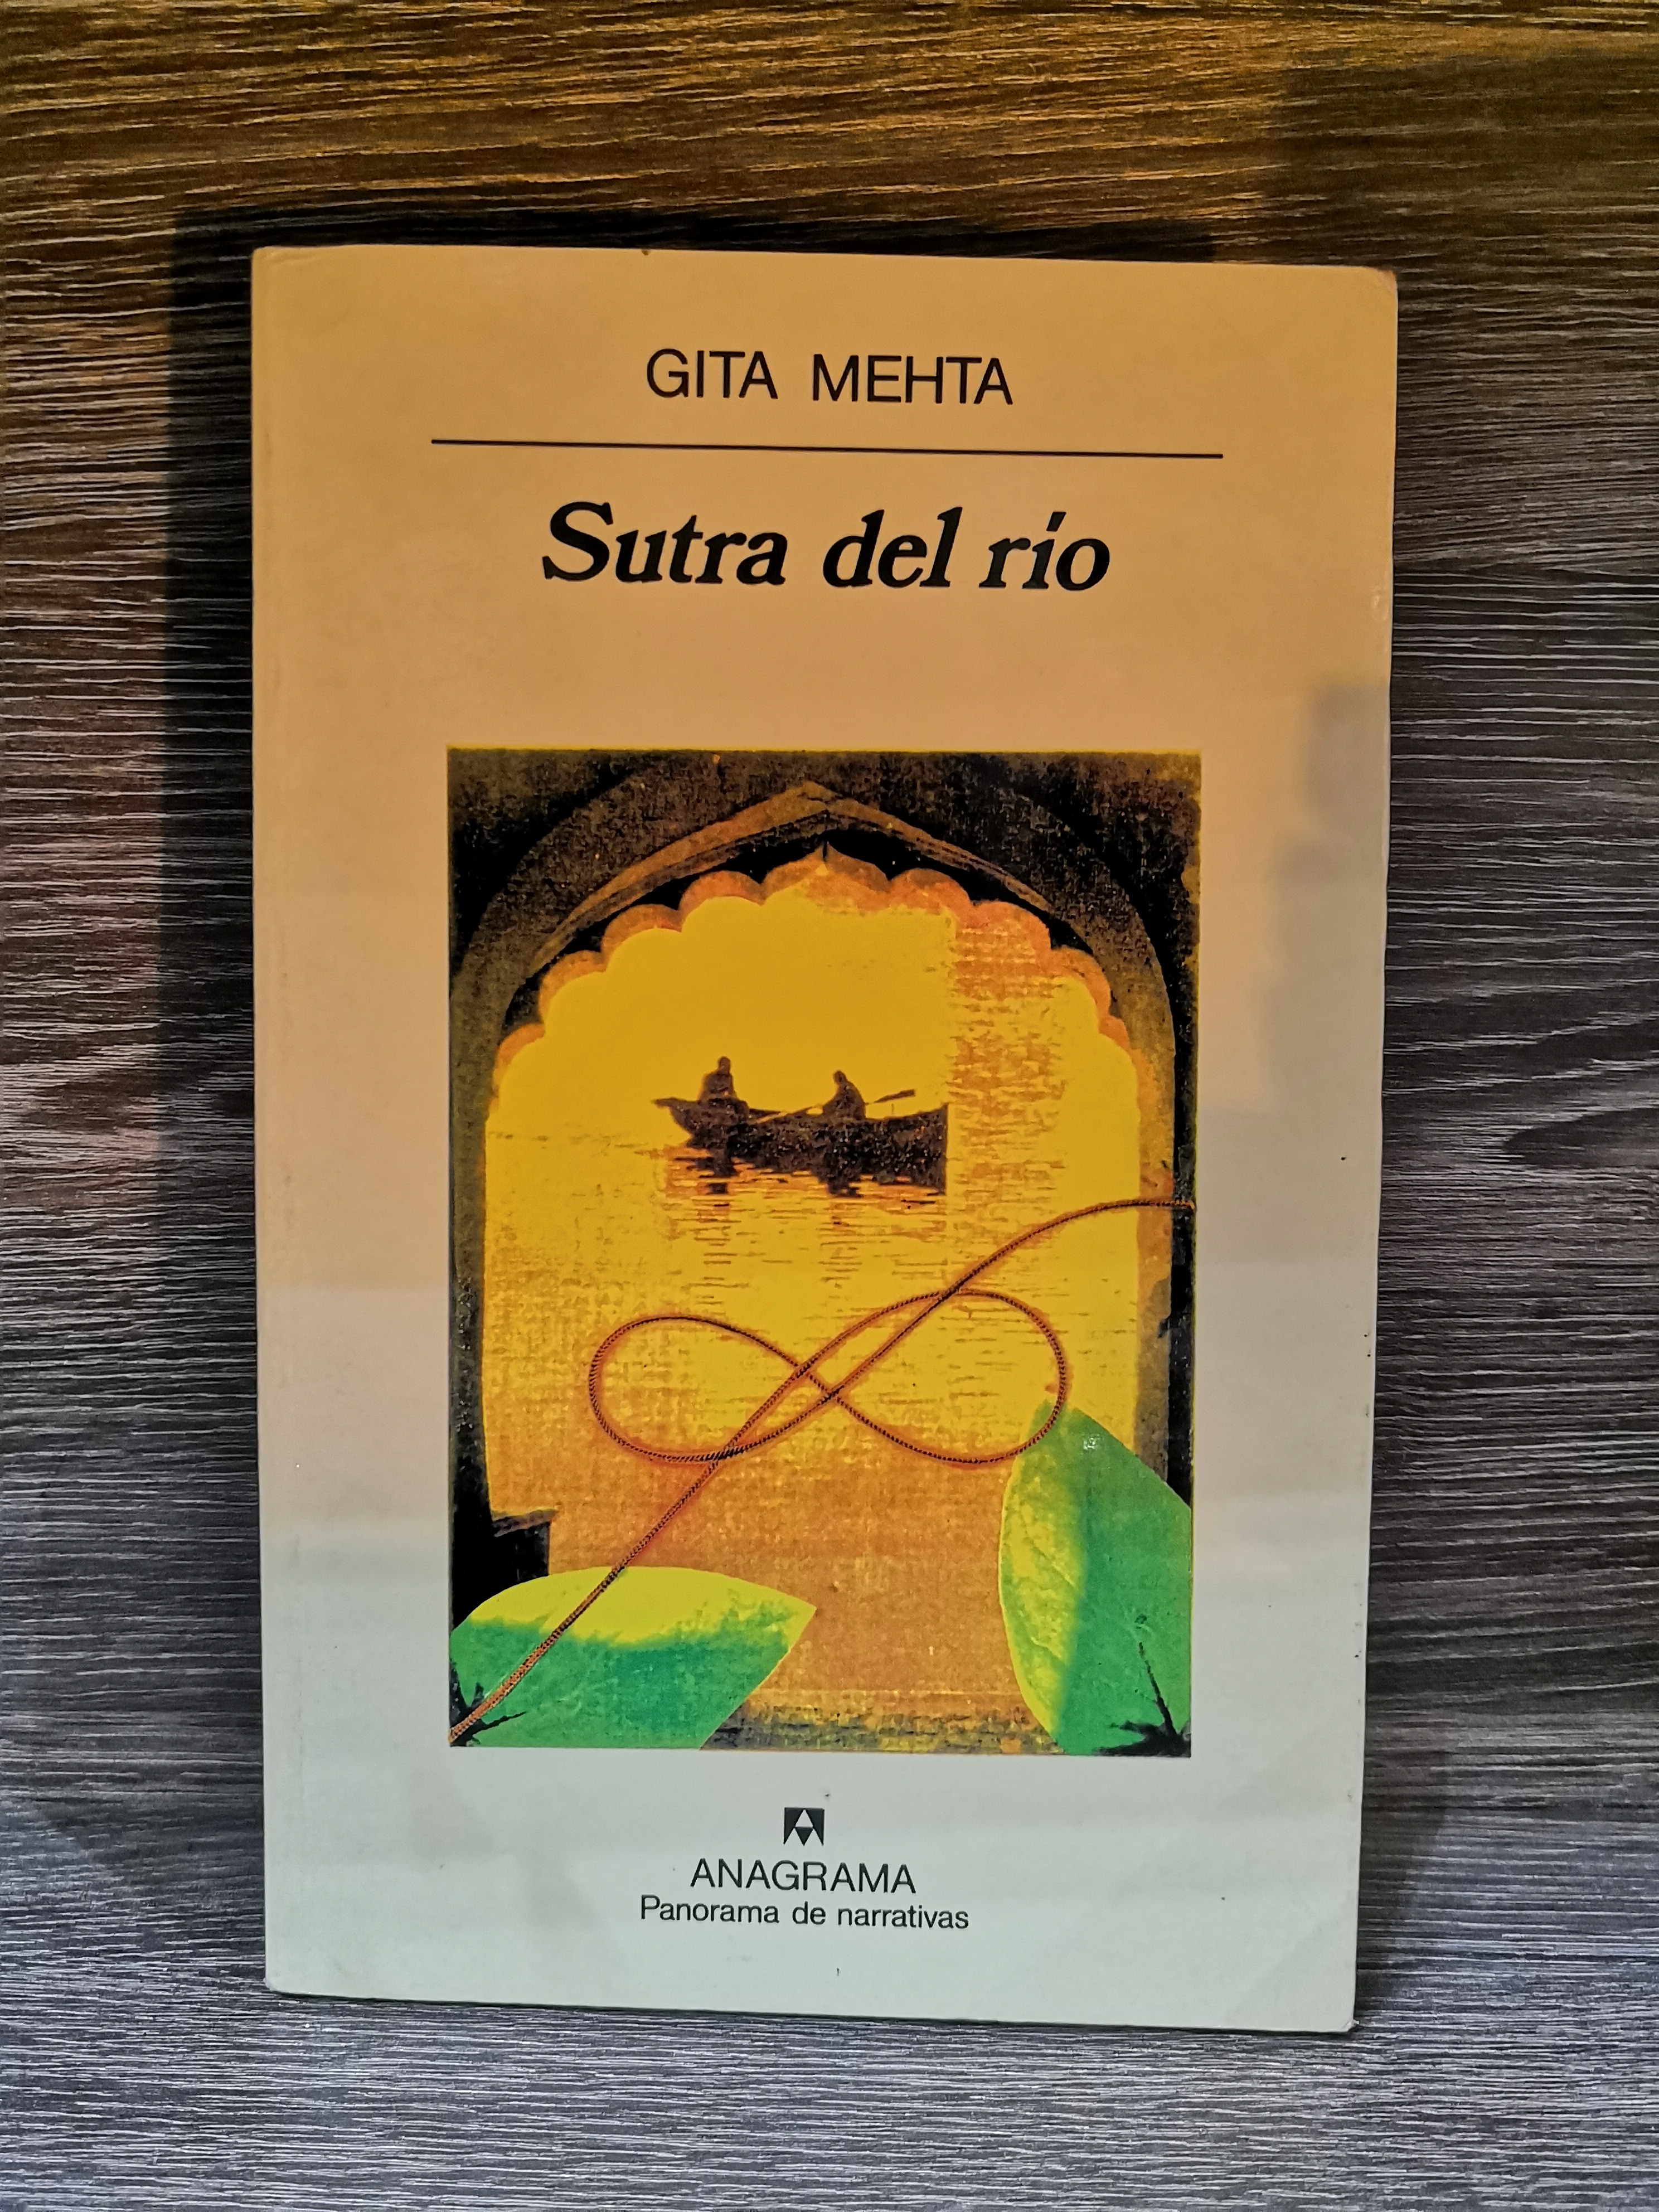 GITA MEHTA
Sutra del río
ANAGRAMA
Panorama de narrativas